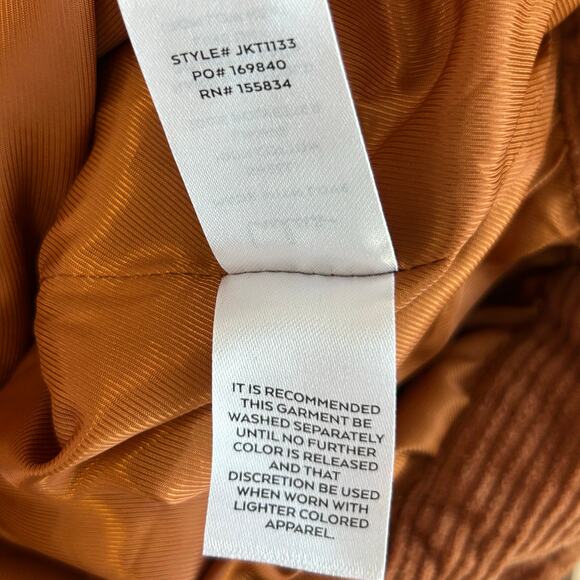 STYLE# JKT1133
PO# 169840
RN# 155834
IT IS RECOMMENDED
THIS GARMENT BE
WASHED SEPARATELY
UNTIL NO FURTHER
COLOR IS RELEASED
AND THAT
DISCRETION BE USED
WHEN WORN WITH
LIGHTER COLORED
APPAREL.